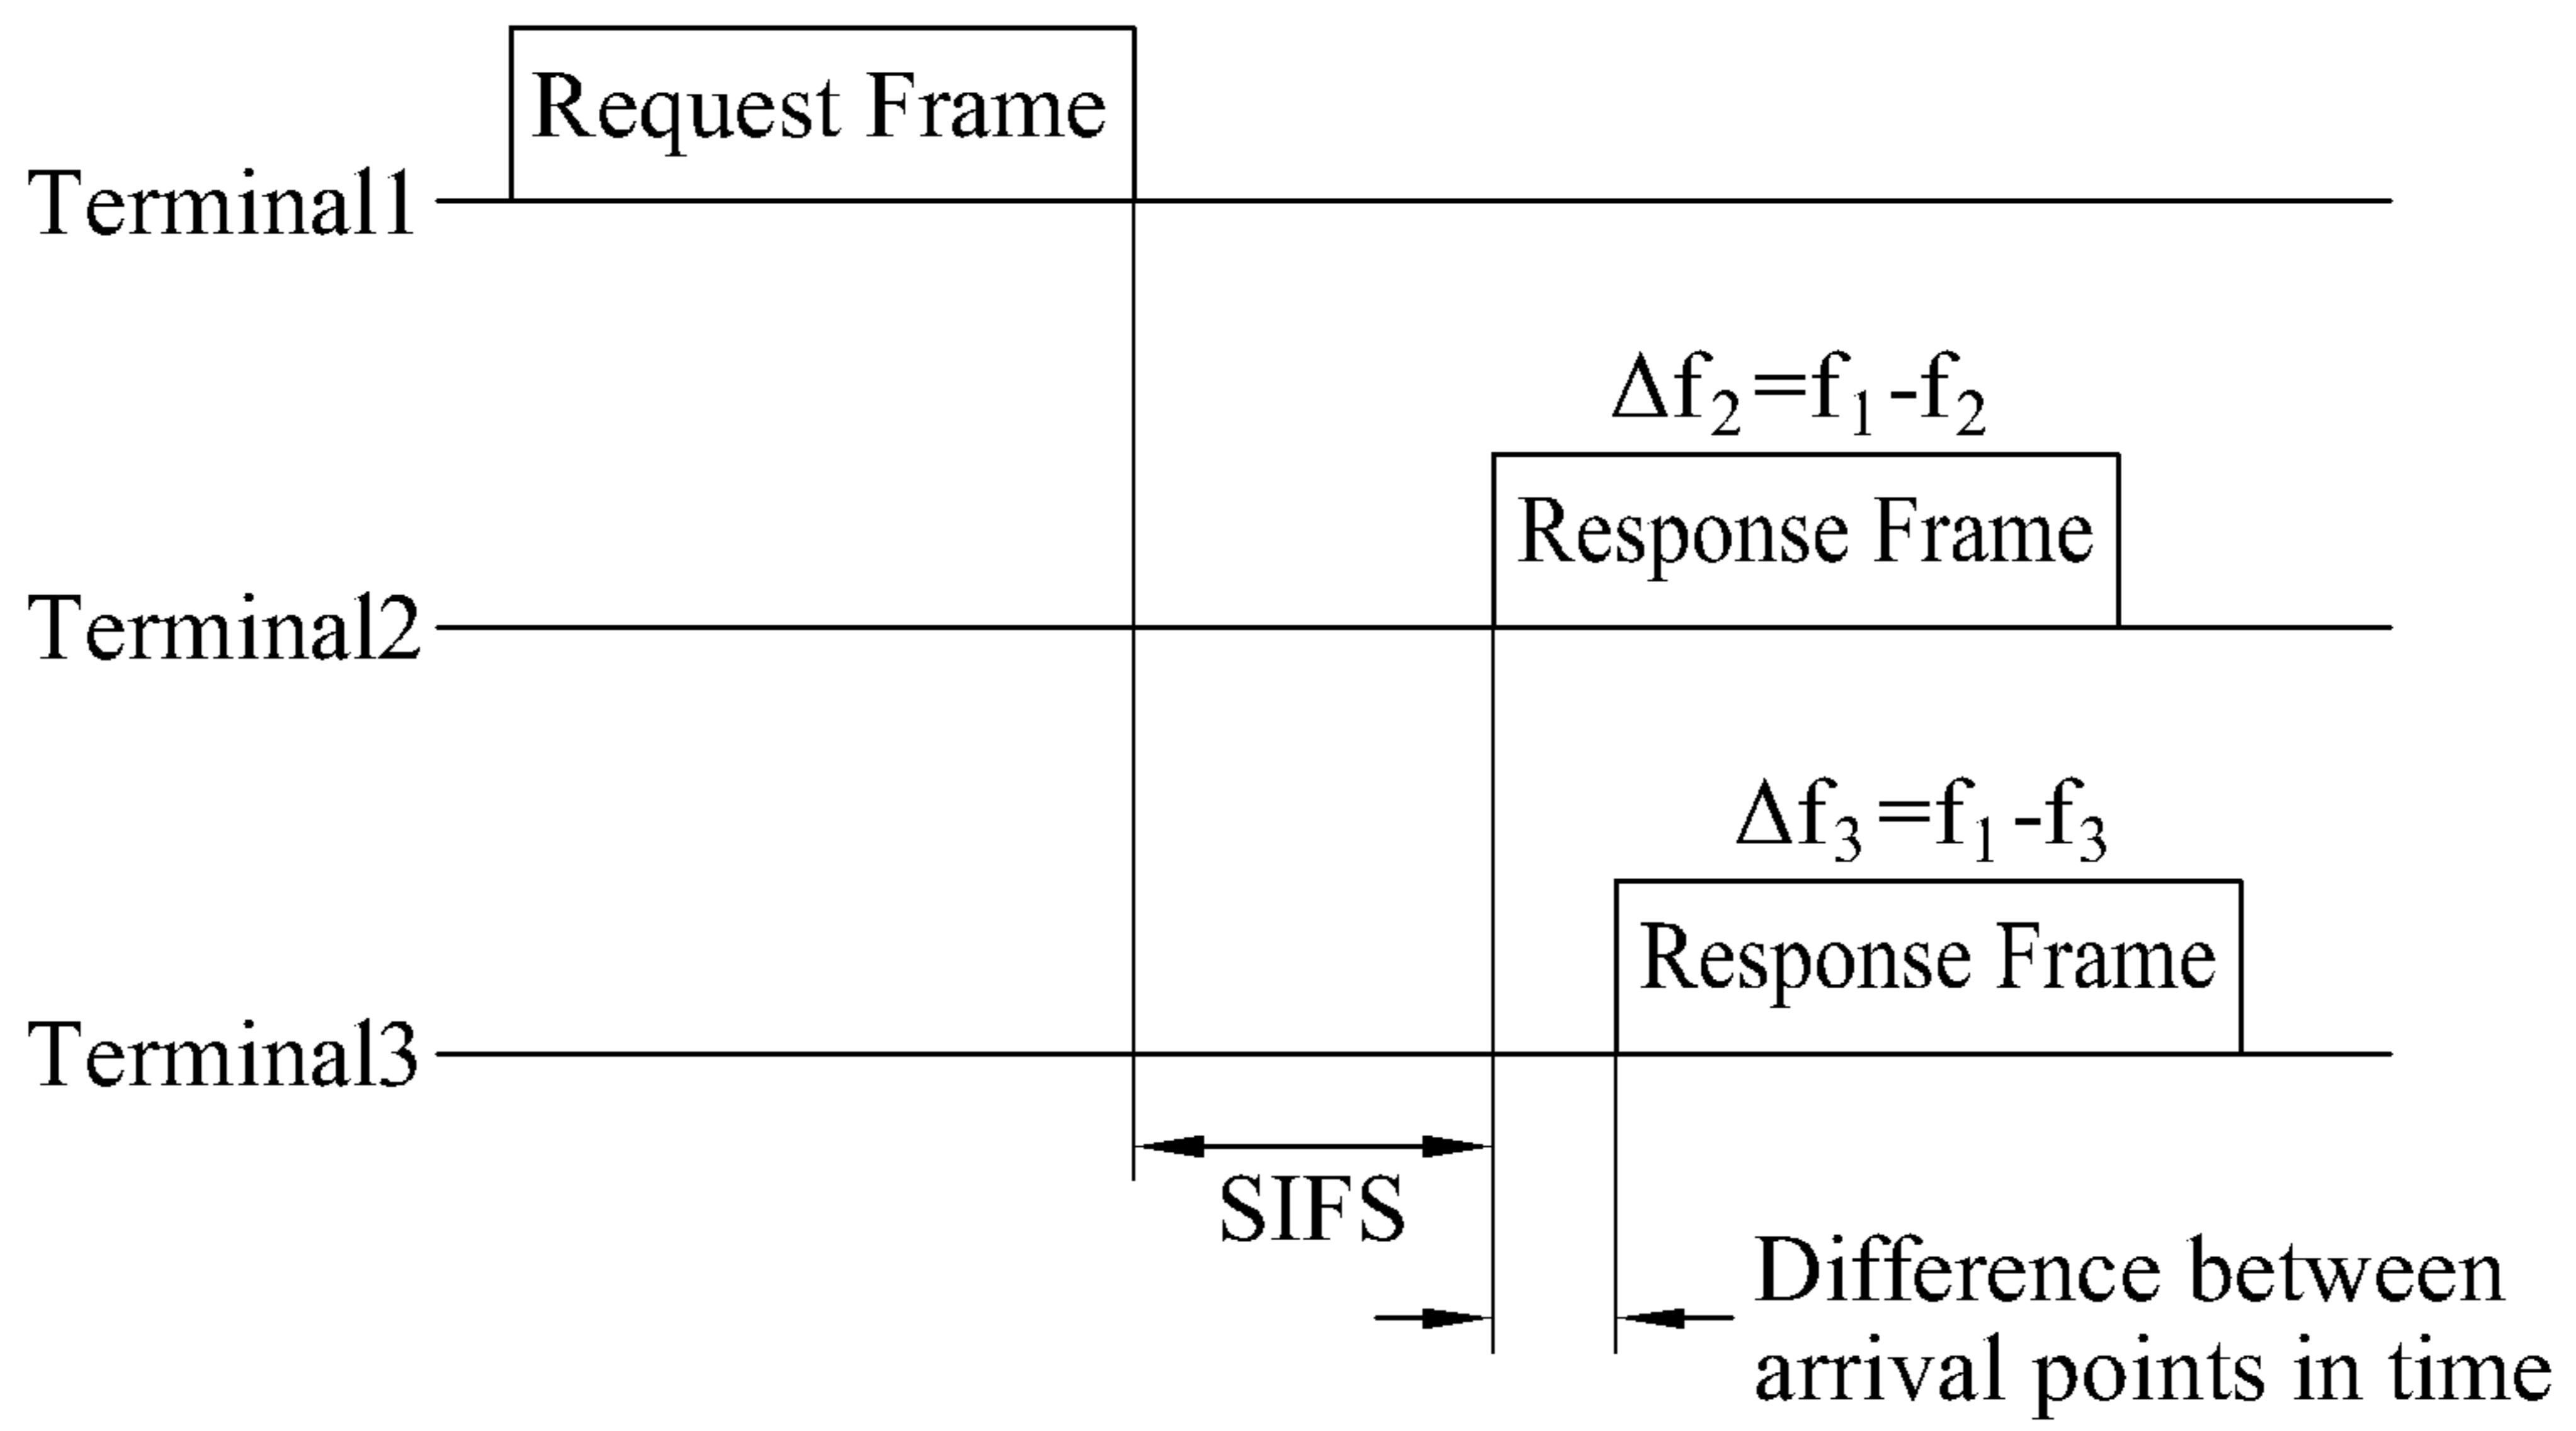 Request Frame
Terminal1
Δf₂=f₁-f₂
Response Frame
Terminal2
Δf₃=f₁-f₃
Response Frame
Terminal3
SIFS
Difference between
arrival points in time